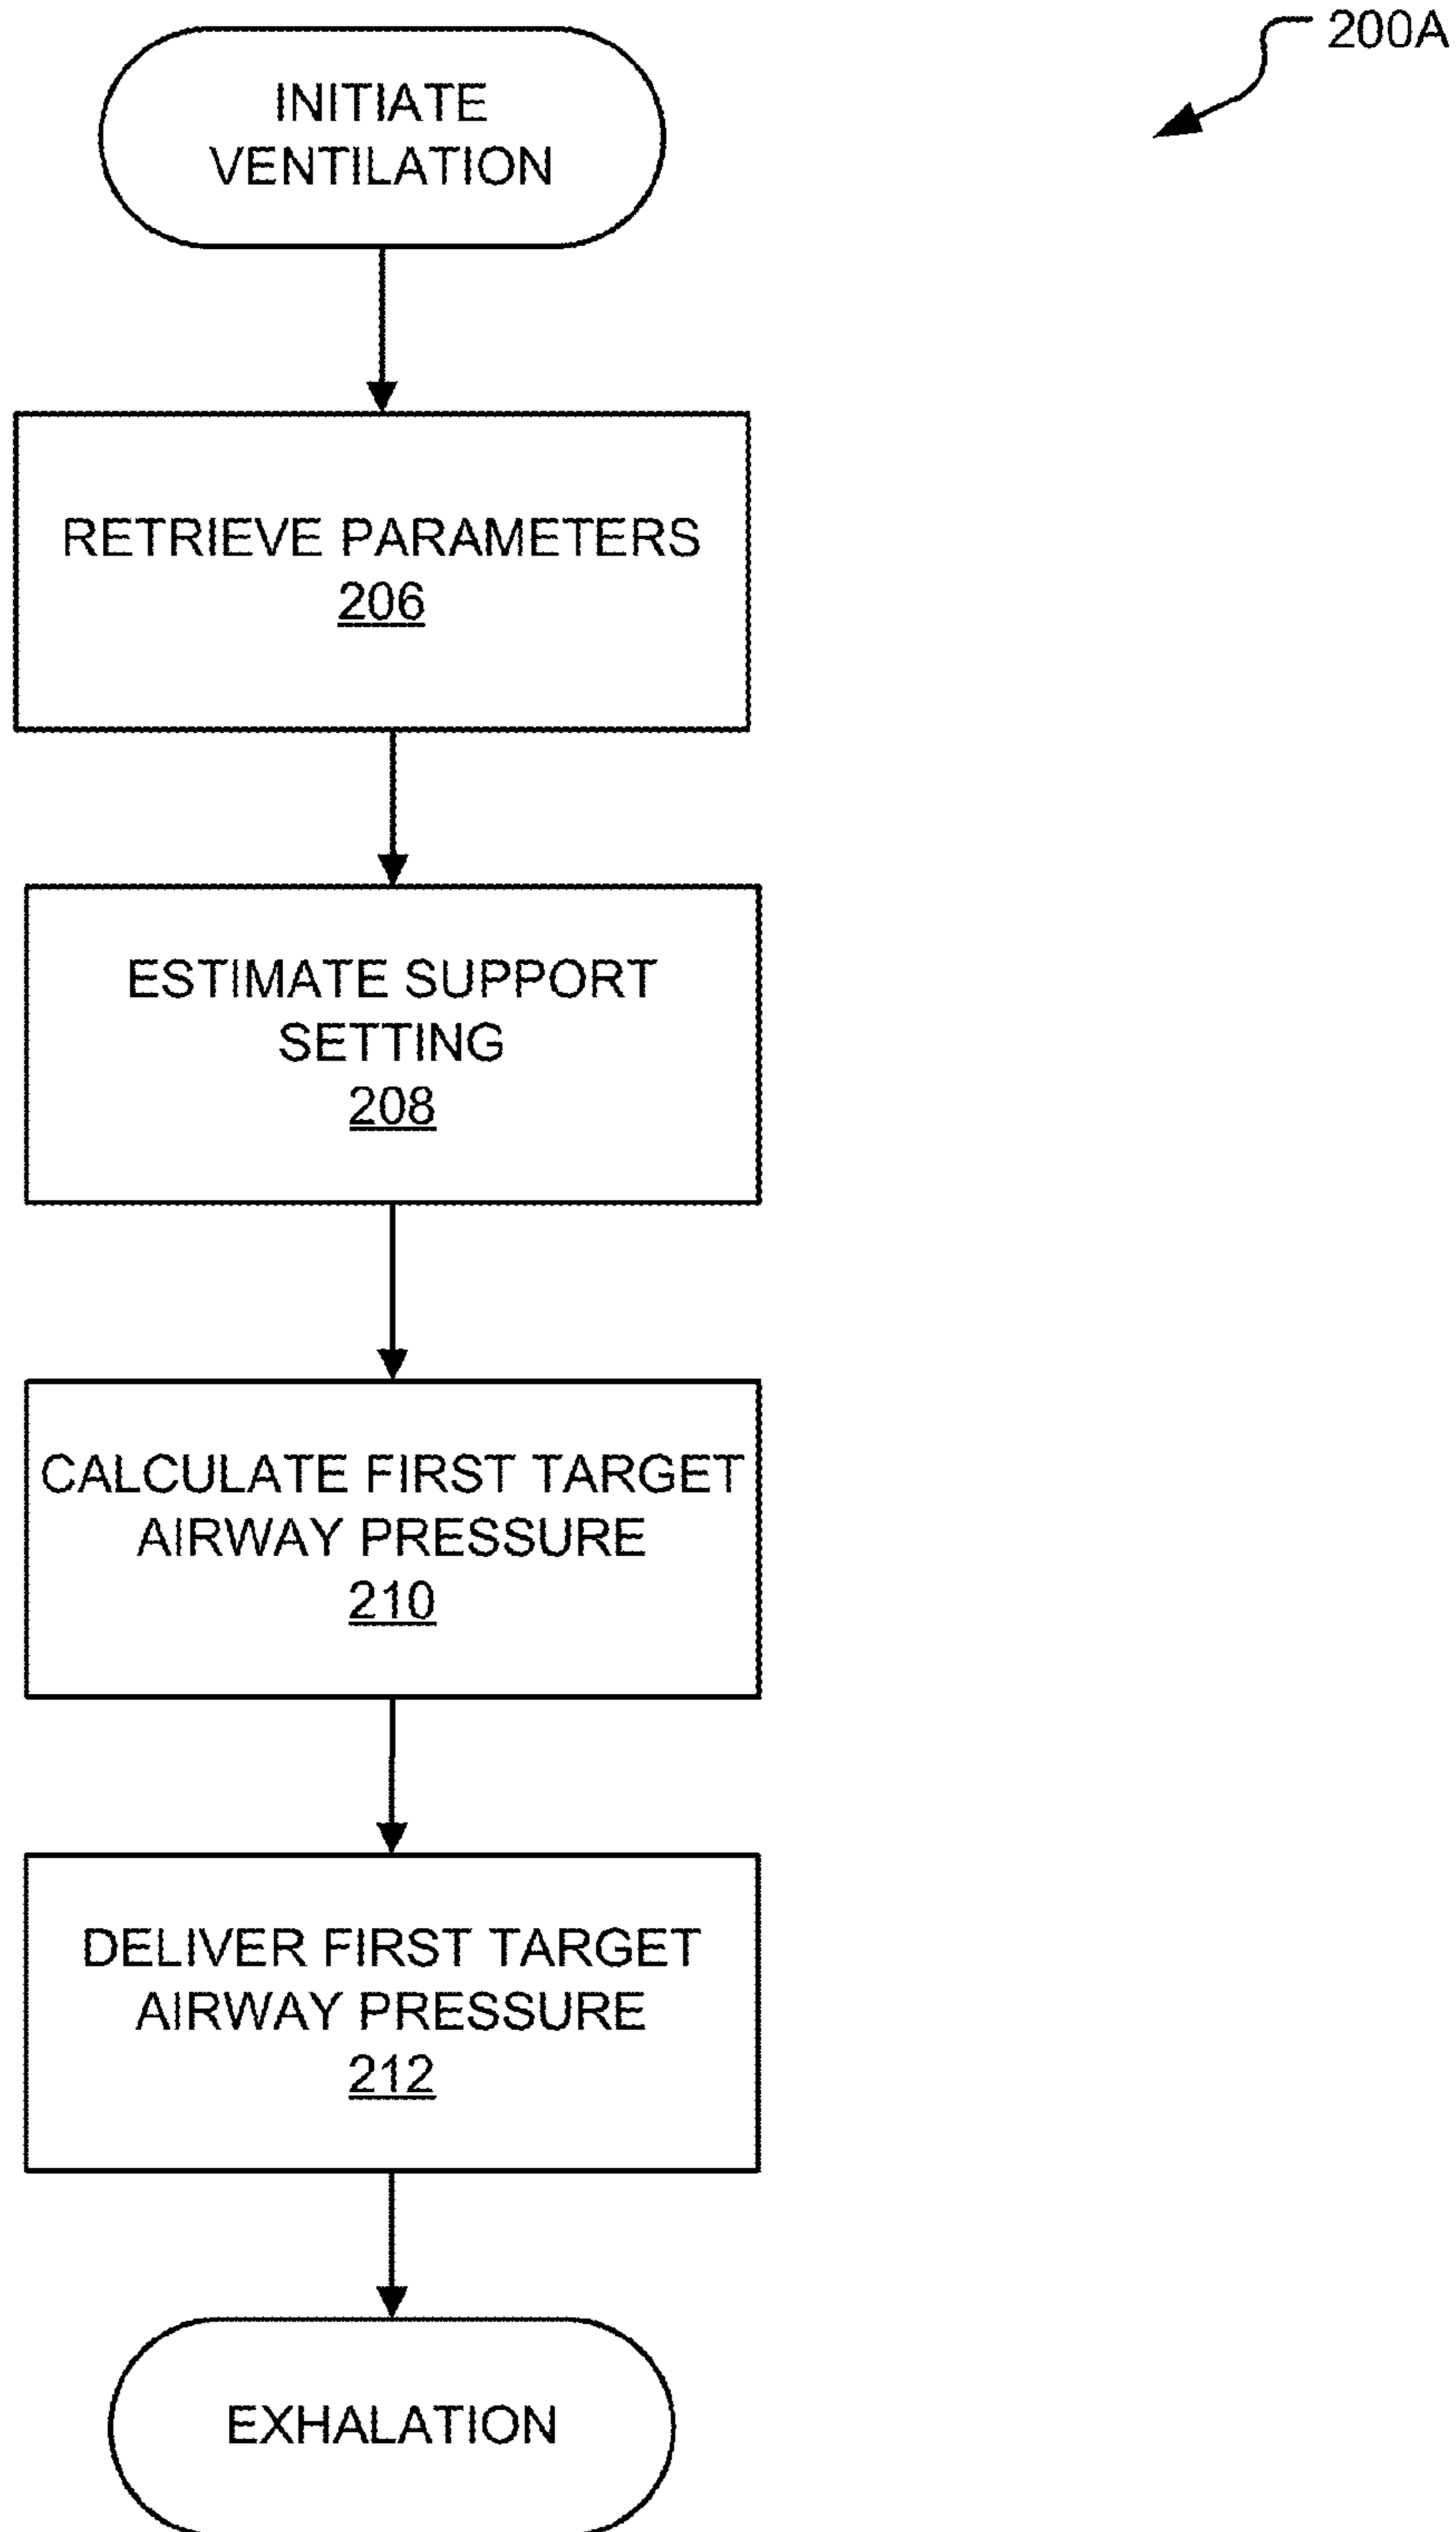 200A
INITIATE
VENTILATION
RETRIEVE PARAMETERS
206
ESTIMATE SUPPORT
SETTING
208
CALCULATE FIRST TARGET
AIRWAY PRESSURE
210
DELIVER FIRST TARGET
AIRWAY PRESSURE
212
EXHALATION